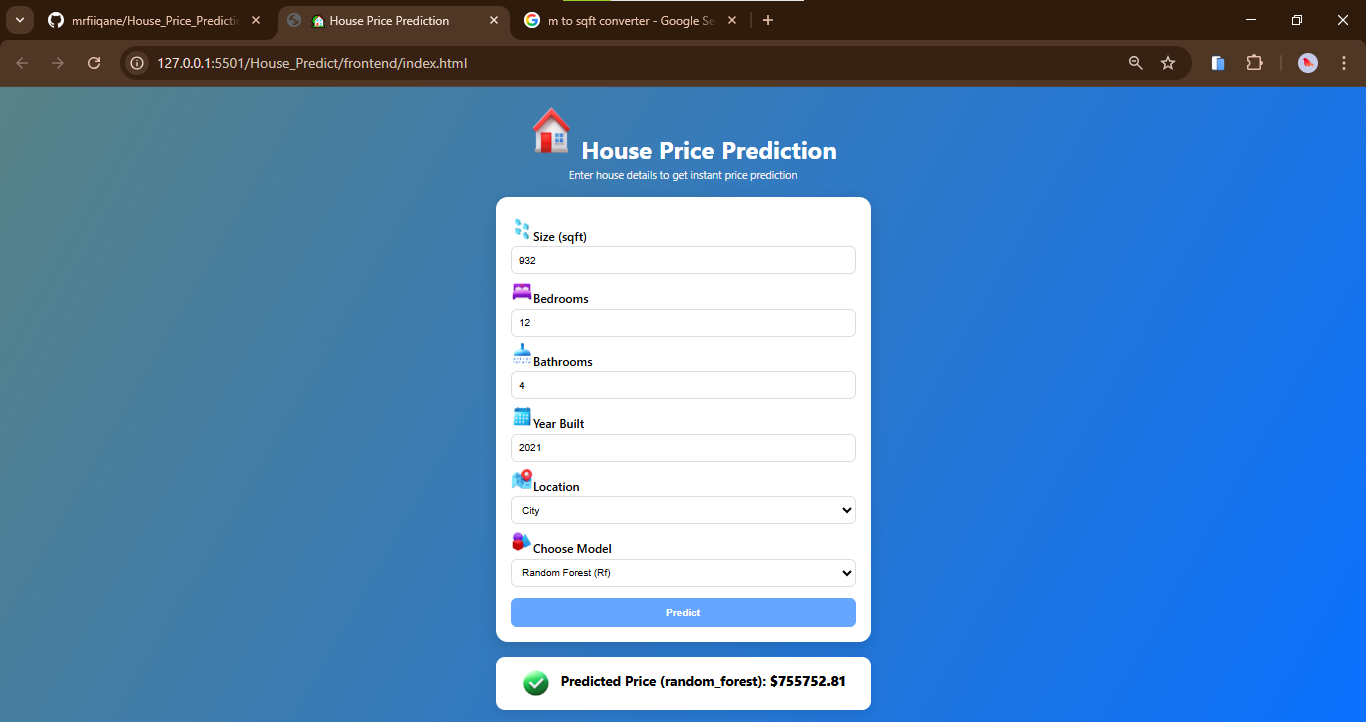 mrfiiqane/House_Price_Predicti
House Price Prediction
m to sqft converter - Google Se
127.0.0.1:5501/House_Predict/frontend/index.html
House Price Prediction
Enter house details to get instant price prediction
Size (sqft)
932
Bedrooms
12
Bathrooms
4
Year Built
2021
Location
City
Choose Model
Random Forest (Rf)
Predict
Predicted Price (random_forest): $755752.81